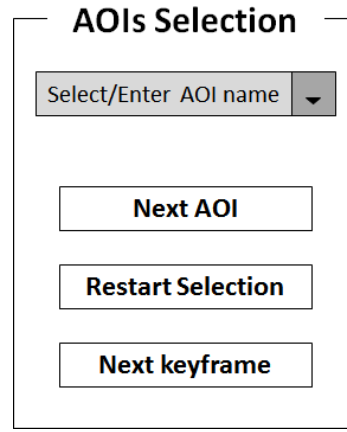 AOIs Selection
Select/Enter AOI name
Next AOI
Restart Selection
Next keyframe